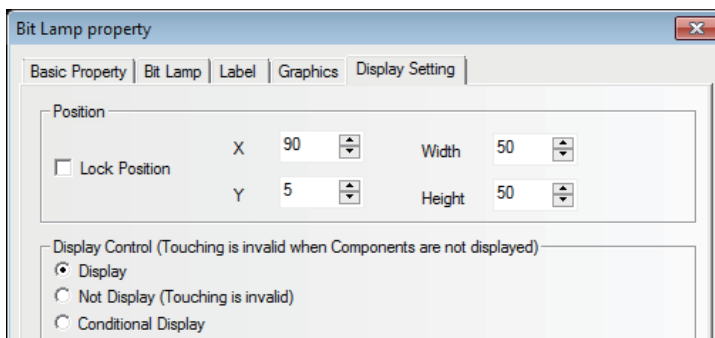 Bit Lamp property
Basic Property Bit Lamp Label Graphics Display Setting
Position
X 90 Width 50
Lock Position
Y 5 Height 50
Display Control (Touching is invalid when Components are not displayed)
Display
Not Display (Touching is invalid)
Conditional Display